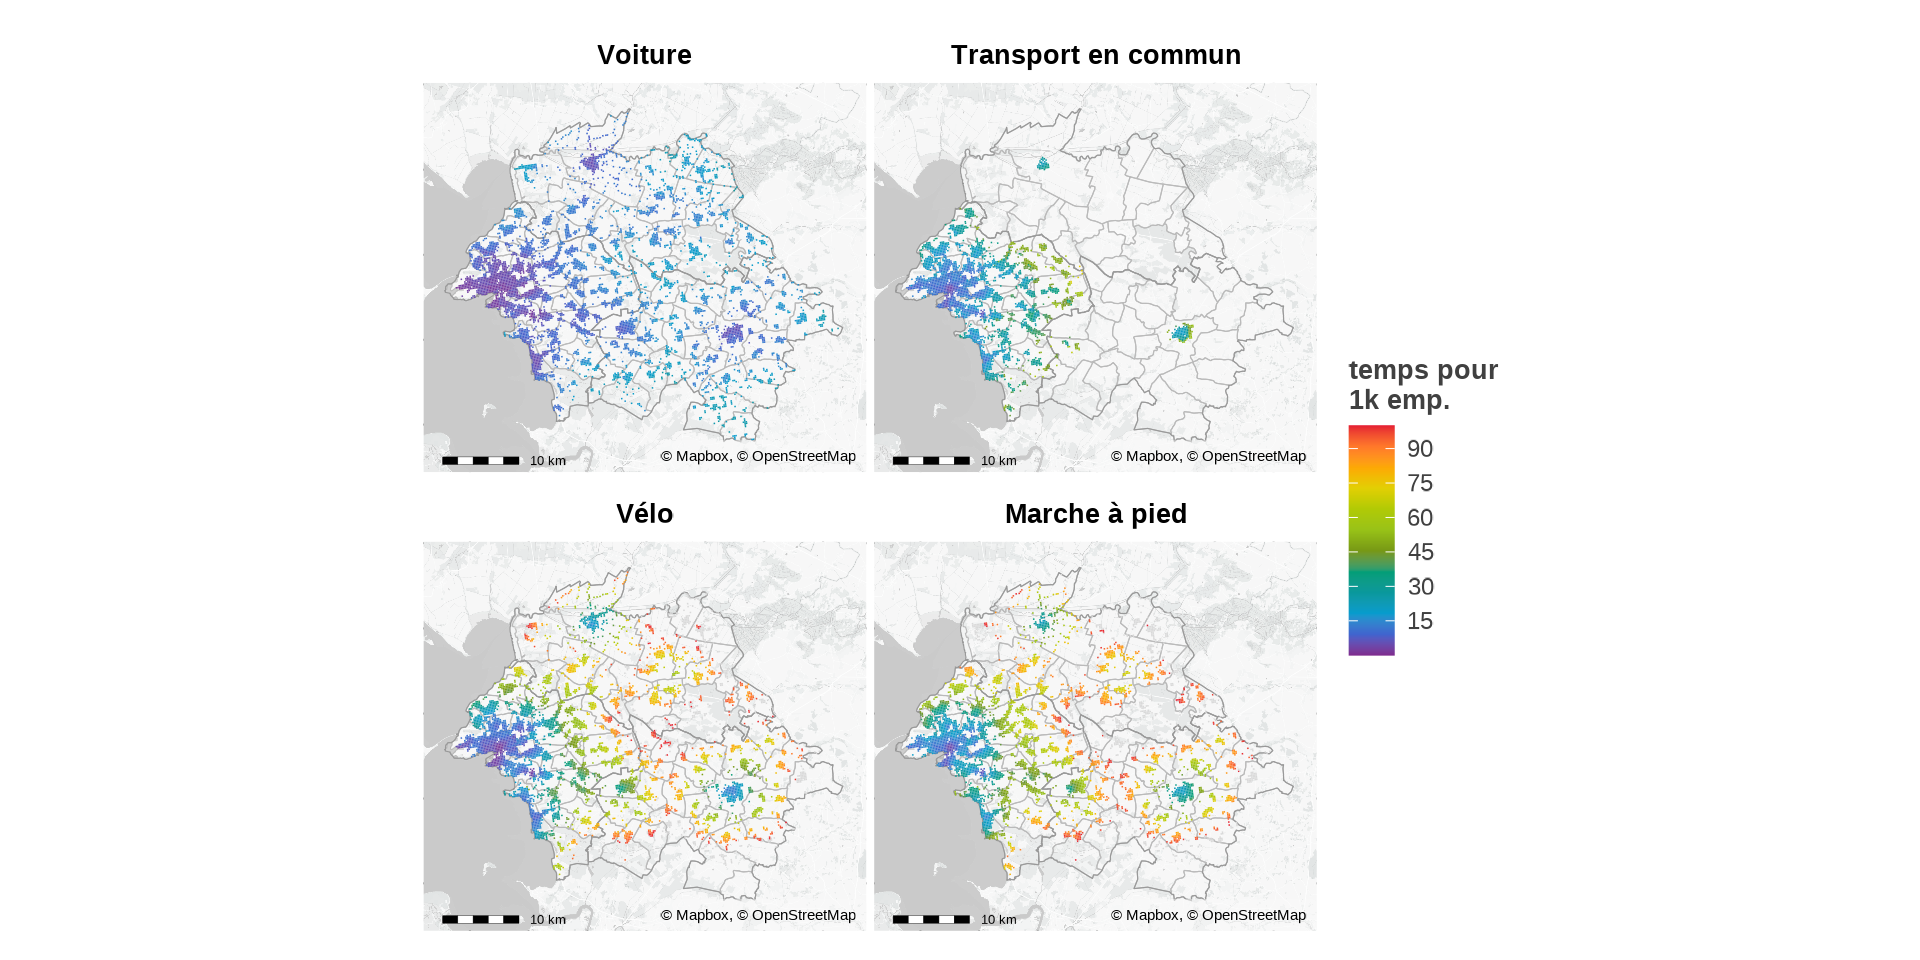 Voiture
Transport en commun
10 km
© Mapbox, © OpenStreetMap
10 km
© Mapbox, © OpenStreetMap
Vélo
Marche à pied
10 km
© Mapbox, © OpenStreetMap
10 km
© Mapbox, © OpenStreetMap
temps pour
1k emp.
90
75
60
45
30
15